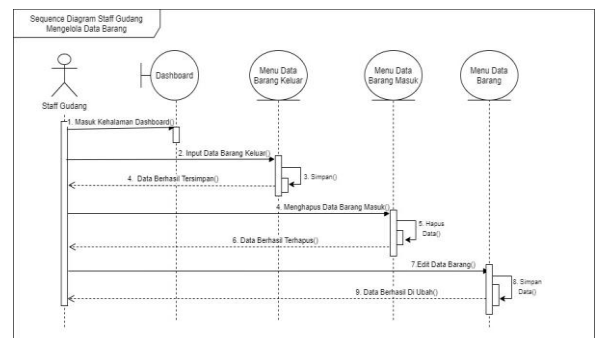 Sequence Diagram Staff Gudang
Mengelola Data Barang
Dashboard
Menu Data
Barang Keluar
Menu Data
Barang Masuk
Menu Data
Barang
Staff Gudang
1. Masuk Kehalaman Dashboard()
2. Input Data Barang Keluar()
3. Simpan()
4. Data Berhasil Tersimpan()
4. Menghapus Data Barang Masuk()
5. Hapus
Data()
6. Data Berhasil Terhapus()
7.Edit Data Barang()
8. Simpan
Data()
9. Data Berhasil Di Ubah()